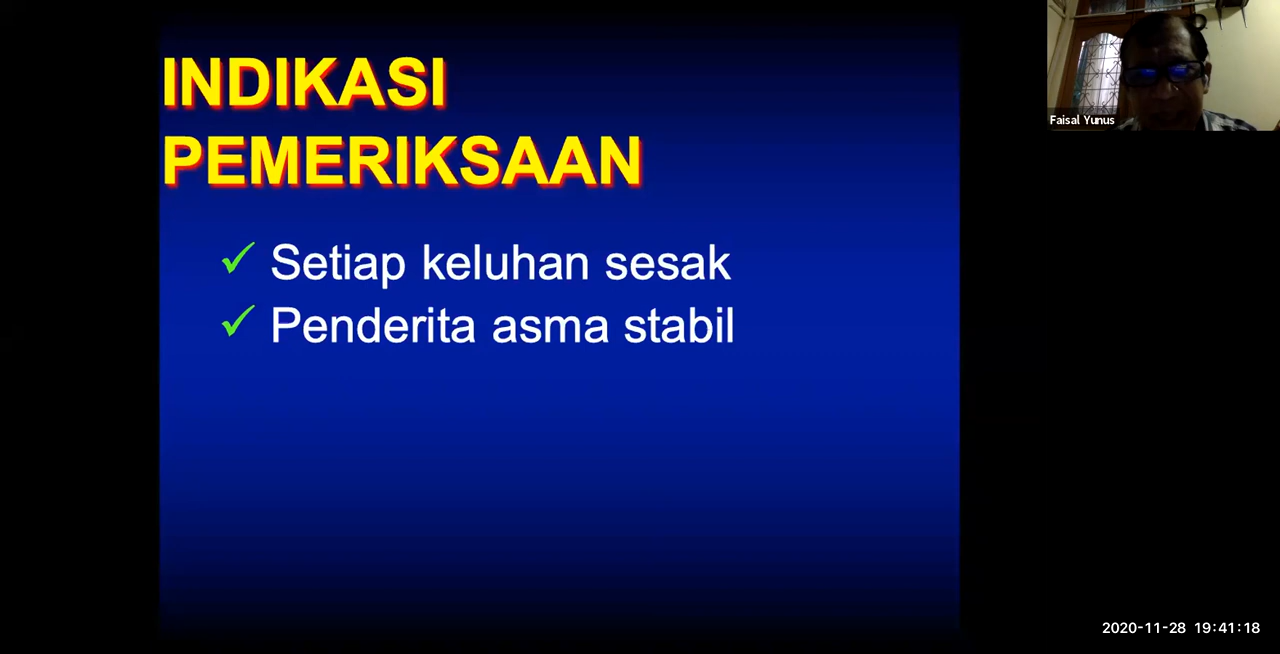 INDIKASI
PEMERIKSAAN
✓ Setiap keluhan sesak
✓ Penderita asma stabil
Faisal Yunus
2020-11-28 19:41:18